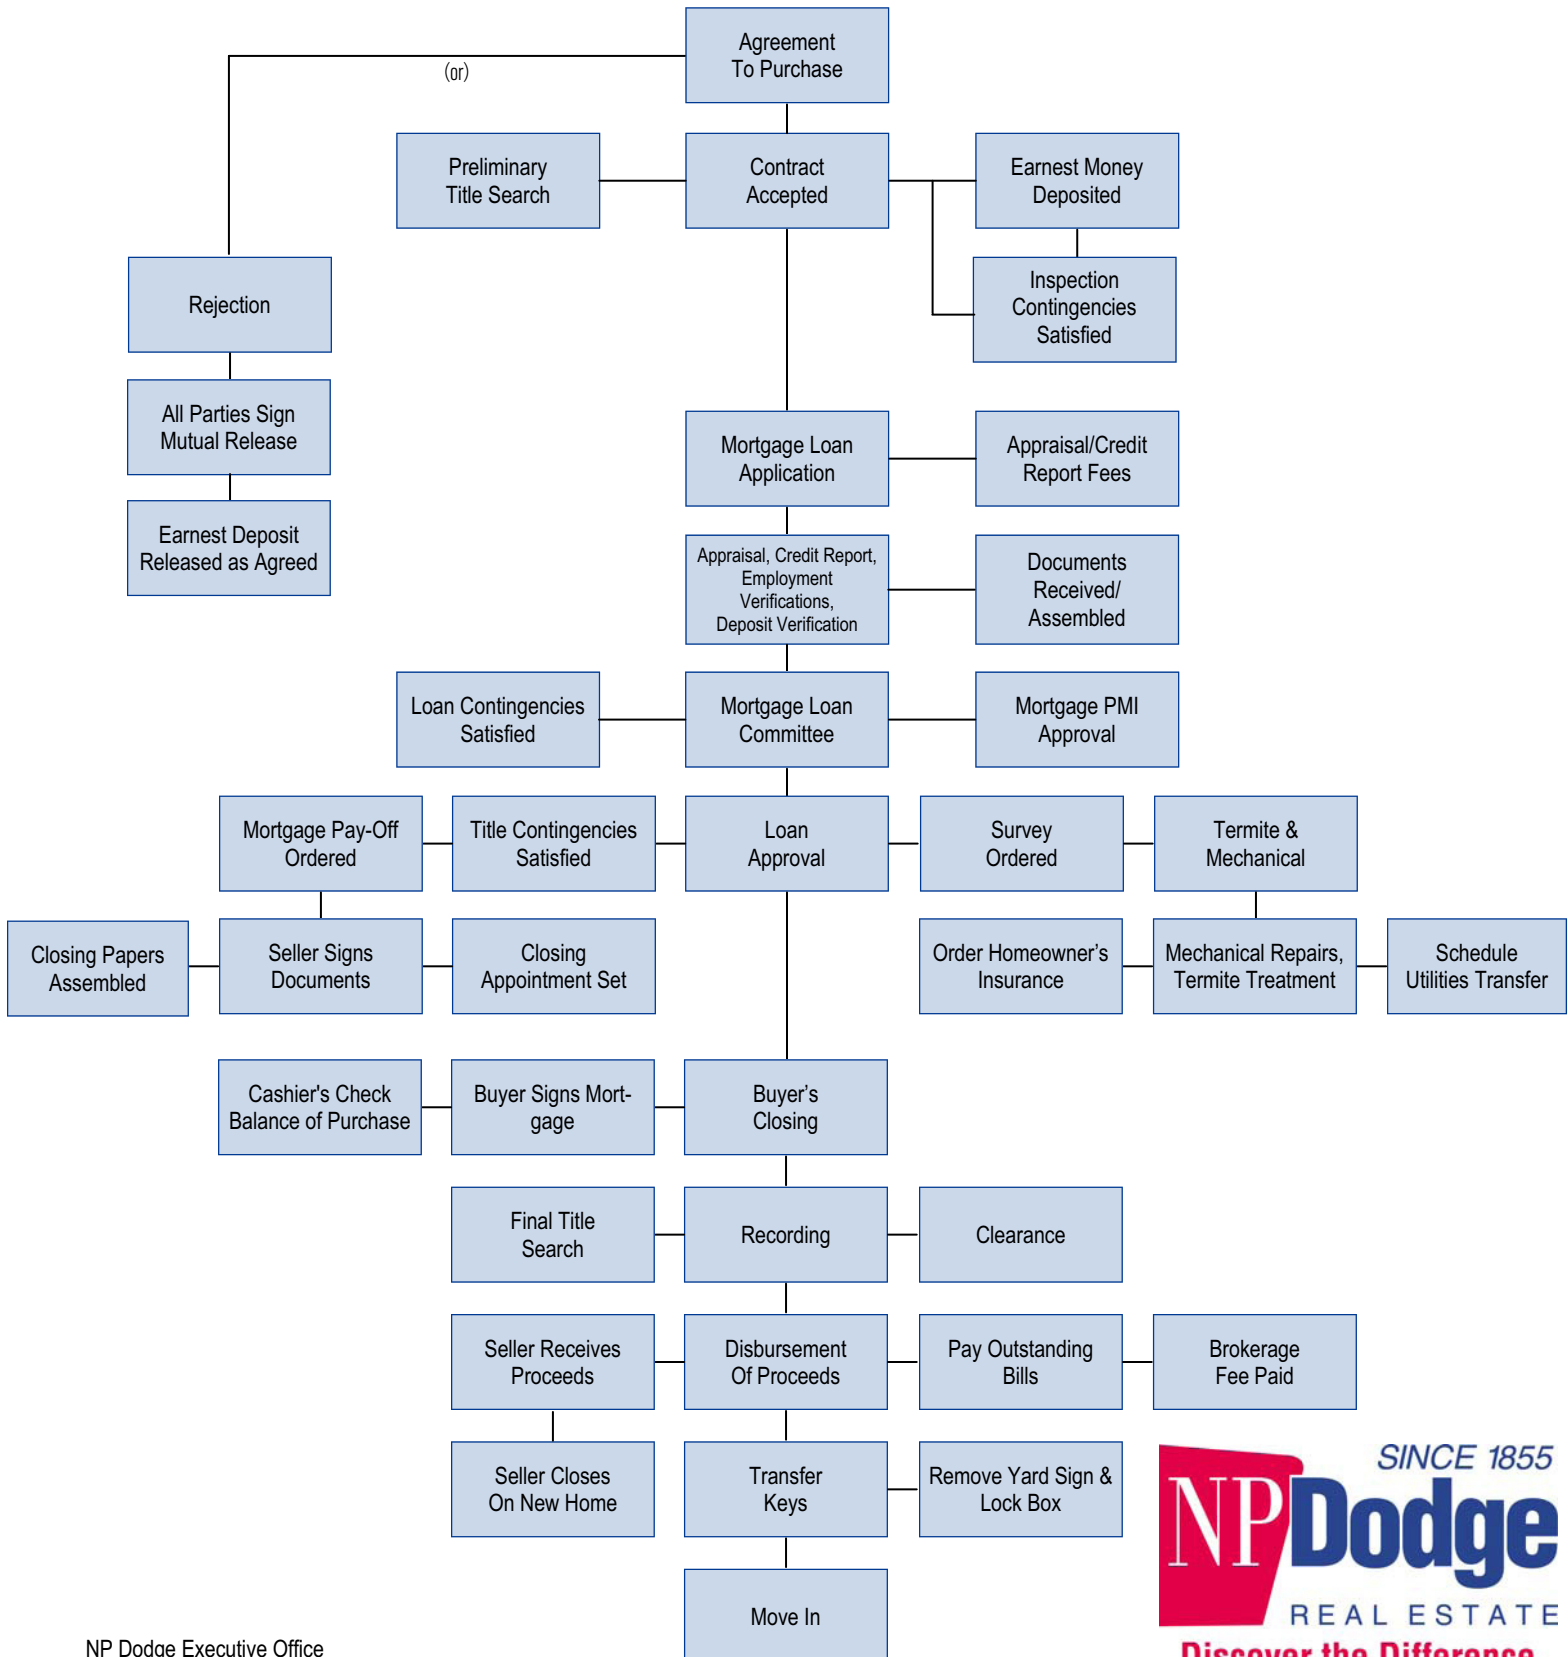 Agreement
To Purchase
(or)
Preliminary
Title Search
Contract
Accepted
Earnest Money
Deposited
Inspection
Contingencies
Satisfied
Rejection
All Parties Sign
Mutual Release
Earnest Deposit
Released as Agreed
Mortgage Loan
Application
Appraisal/Credit
Report Fees
Appraisal, Credit Report,
Employment
Verifications,
Deposit Verification
Documents
Received/
Assembled
Loan Contingencies
Satisfied
Mortgage Loan
Committee
Mortgage PMI
Approval
Mortgage Pay-Off
Ordered
Title Contingencies
Satisfied
Loan
Approval
Survey
Ordered
Termite &
Mechanical
Closing Papers
Assembled
Seller Signs
Documents
Closing
Appointment Set
Order Homeowner’s
Insurance
Mechanical Repairs,
Termite Treatment
Schedule
Utilities Transfer
Cashier's Check
Balance of Purchase
Buyer Signs Mort-
gage
Buyer’s
Closing
Final Title
Search
Recording
Clearance
Seller Receives
Proceeds
Disbursement
Of Proceeds
Pay Outstanding
Bills
Brokerage
Fee Paid
Seller Closes
On New Home
Transfer
Keys
Remove Yard Sign &
Lock Box
Move In
SINCE 1855
NP Dodge
REAL ESTATE
Discover the Difference
NP Dodge Executive Office